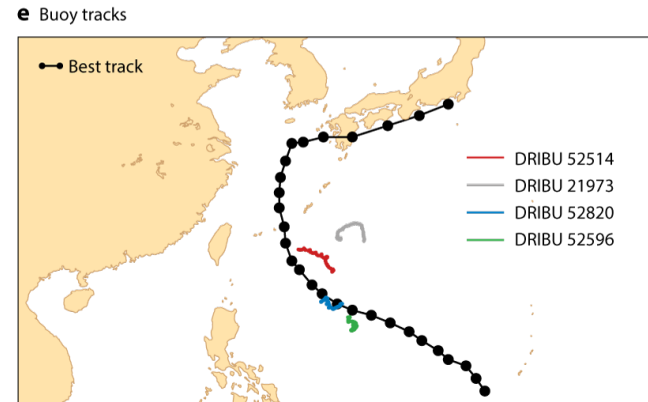 e Buoy tracks
Best track
DRIBU 52514
DRIBU 21973
DRIBU 52820
DRIBU 52596